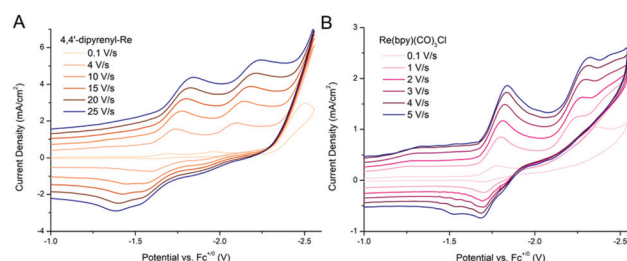 A
4,4'-dipyrenyl-Re
0.1 V/s
4 V/s
10 V/s
15 V/s
20 V/s
25 V/s
Current Density (mA/cm²)
6
4
2
0
-2
-4
-1.0
-1.5
-2.0
-2.5
Potential vs. Fc⁺/⁰ (V)
B
Re(bpy)(CO)₃Cl
0.1 V/s
1 V/s
2 V/s
3 V/s
4 V/s
5 V/s
Current Density (mA/cm²)
3
2
1
0
-1
-1.0
-1.5
-2.0
-2.5
Potential vs. Fc⁺/⁰ (V)